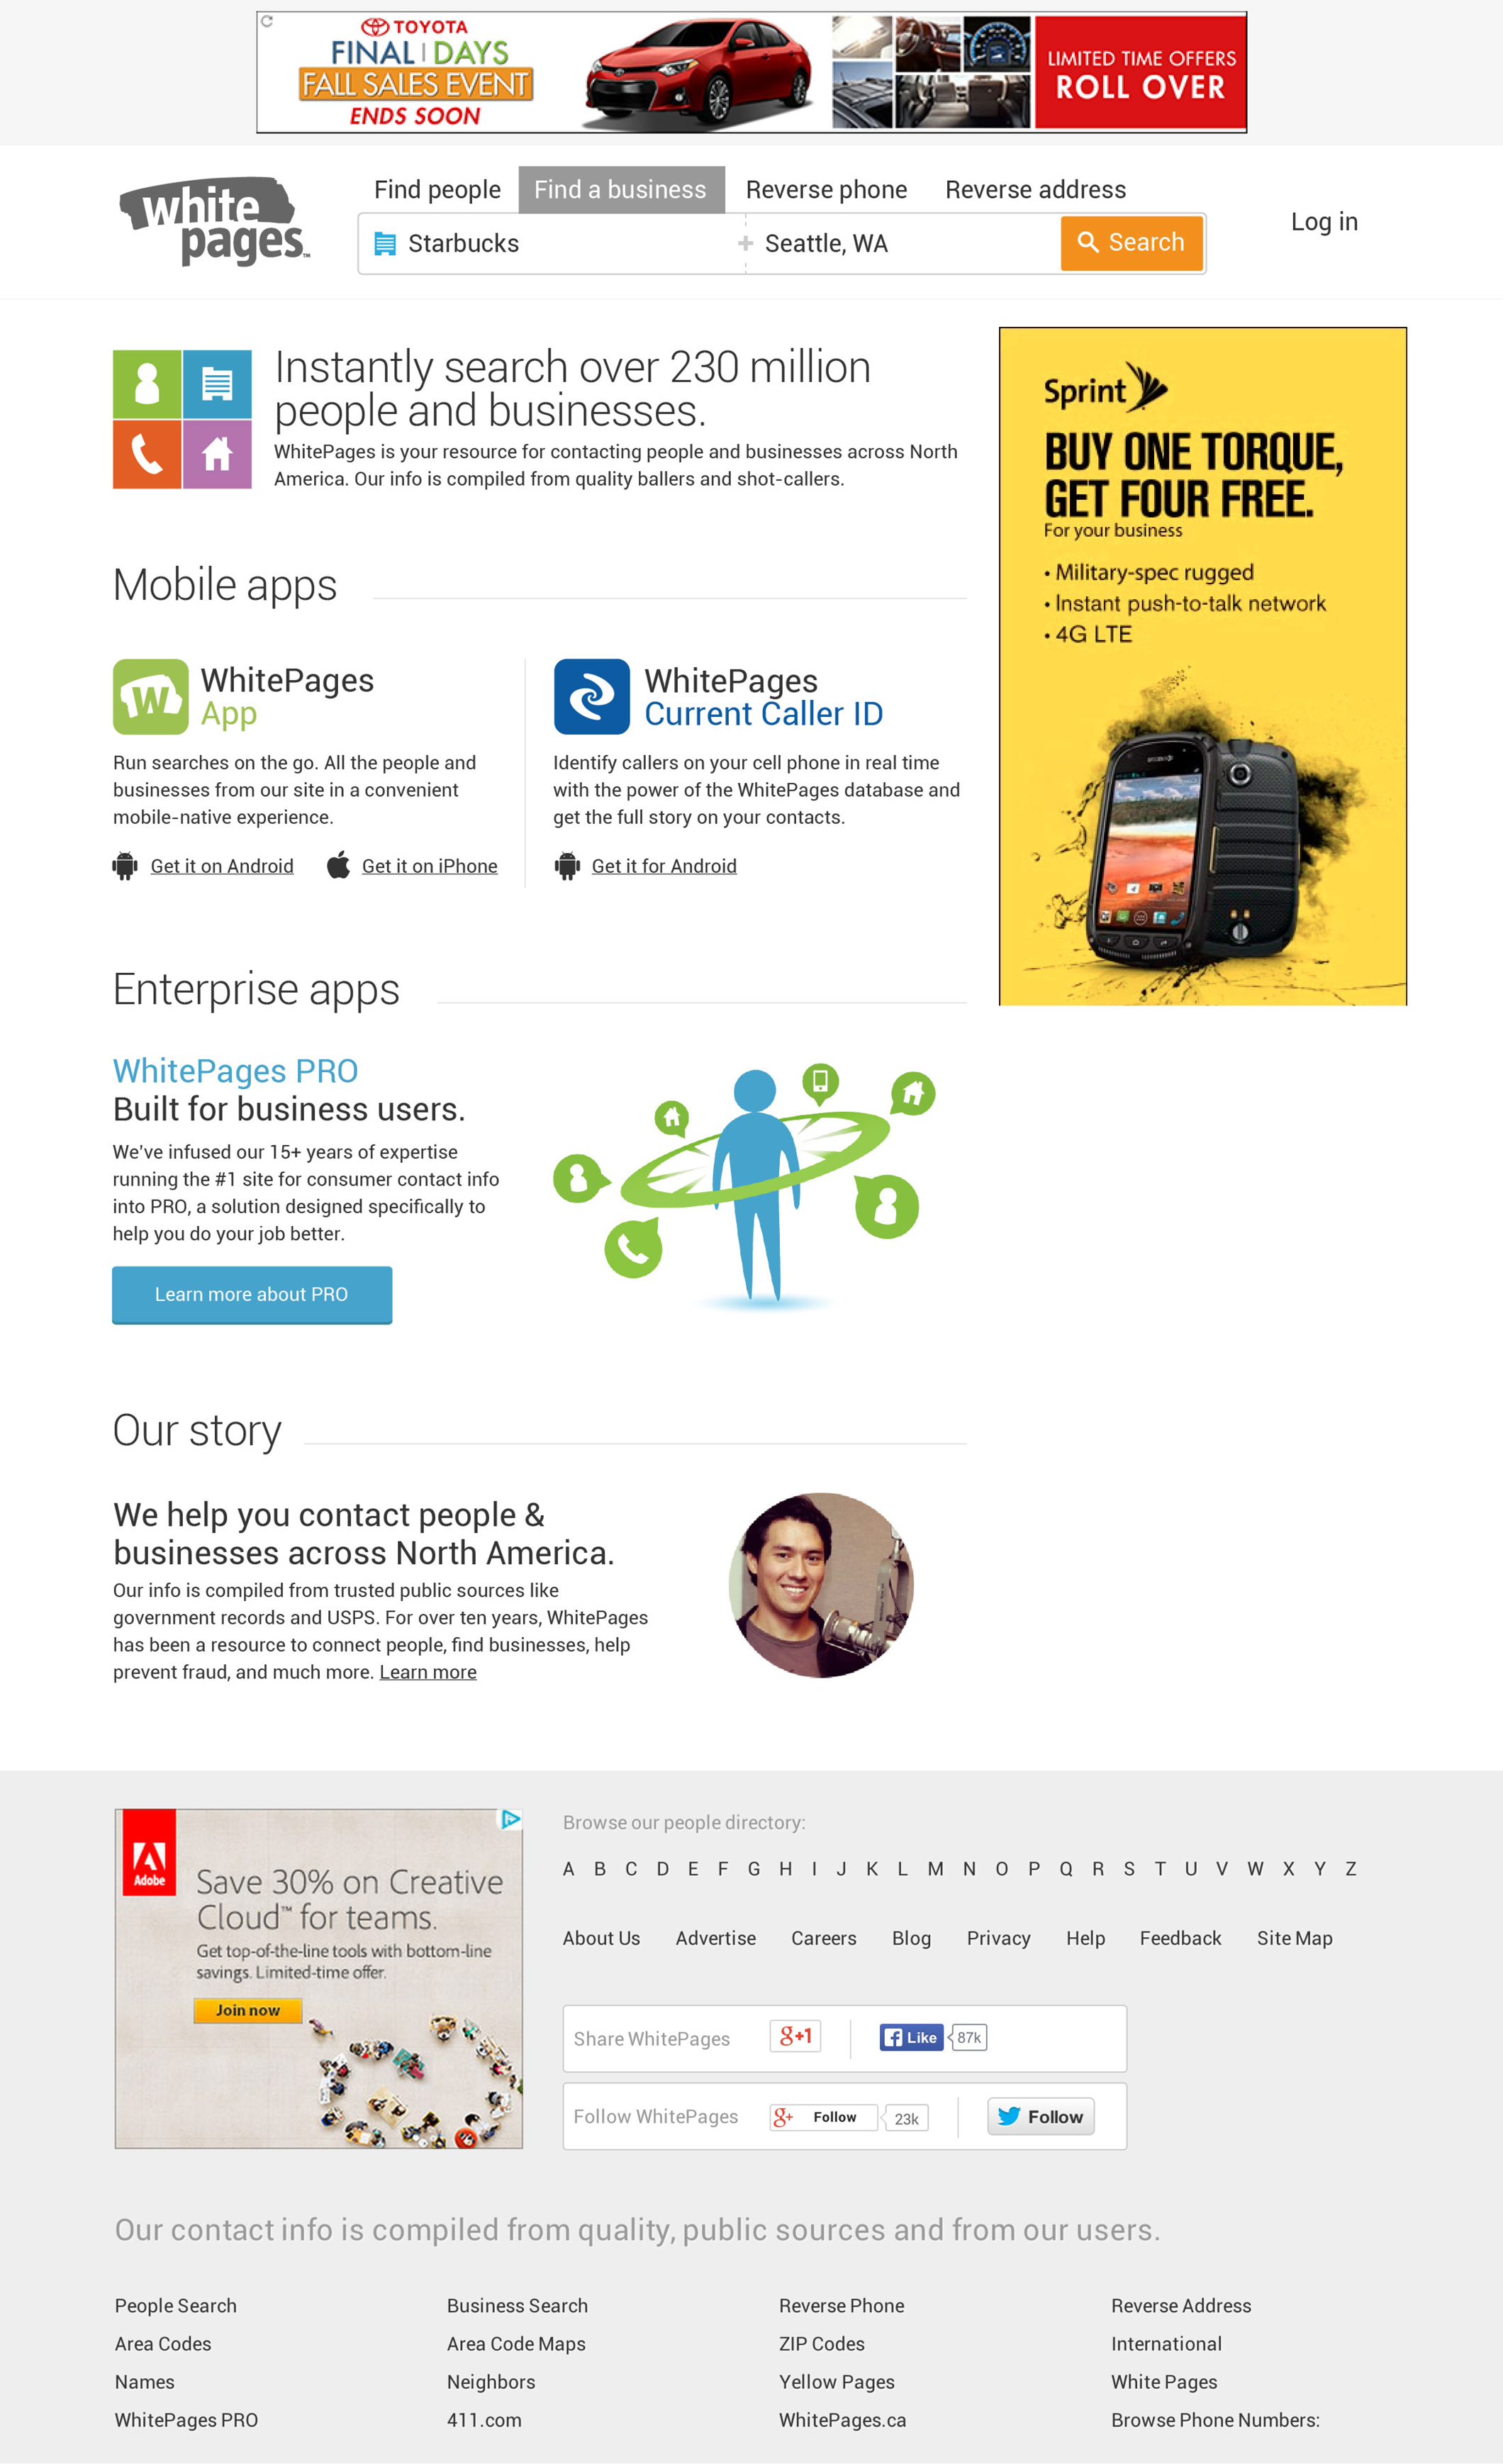 TOYOTA
FINAL DAYS
FALL SALES EVENT
ENDS SOON
LIMITED TIME OFFERS
ROLL OVER
white
pages™
Find people Find a business Reverse phone Reverse address
Log in
Starbucks + Seattle, WA Search
Instantly search over 230 million
people and businesses.
WhitePages is your resource for contacting people and businesses across North
America. Our info is compiled from quality ballers and shot-callers.
Sprint
BUY ONE TORQUE,
GET FOUR FREE.
For your business
• Military-spec rugged
• Instant push-to-talk network
• 4G LTE
Mobile apps
W
WhitePages
App
Run searches on the go. All the people and
businesses from our site in a convenient
mobile-native experience.
Get it on Android Get it on iPhone
WhitePages
Current Caller ID
Identify callers on your cell phone in real time
with the power of the WhitePages database and
get the full story on your contacts.
Get it for Android
Enterprise apps
WhitePages PRO
Built for business users.
We've infused our 15+ years of expertise
running the #1 site for consumer contact info
into PRO, a solution designed specifically to
help you do your job better.
Learn more about PRO
Our story
We help you contact people &
businesses across North America.
Our info is compiled from trusted public sources like
government records and USPS. For over ten years, WhitePages
has been a resource to connect people, find businesses, help
prevent fraud, and much more. Learn more
Adobe
Save 30% on Creative
Cloud™ for teams.
Get top-of-the-line tools with bottom-line
savings. Limited-time offer.
Join now
Browse our people directory:
A B C D E F G H I J K L M N O P Q R S T U V W X Y Z
About Us Advertise Careers Blog Privacy Help Feedback Site Map
Share WhitePages g+1 f Like 87k
Follow WhitePages g+ Follow 23k Follow
Our contact info is compiled from quality, public sources and from our users.
People Search Business Search Reverse Phone Reverse Address
Area Codes Area Code Maps ZIP Codes International
Names Neighbors Yellow Pages White Pages
WhitePages PRO 411.com WhitePages.ca Browse Phone Numbers: